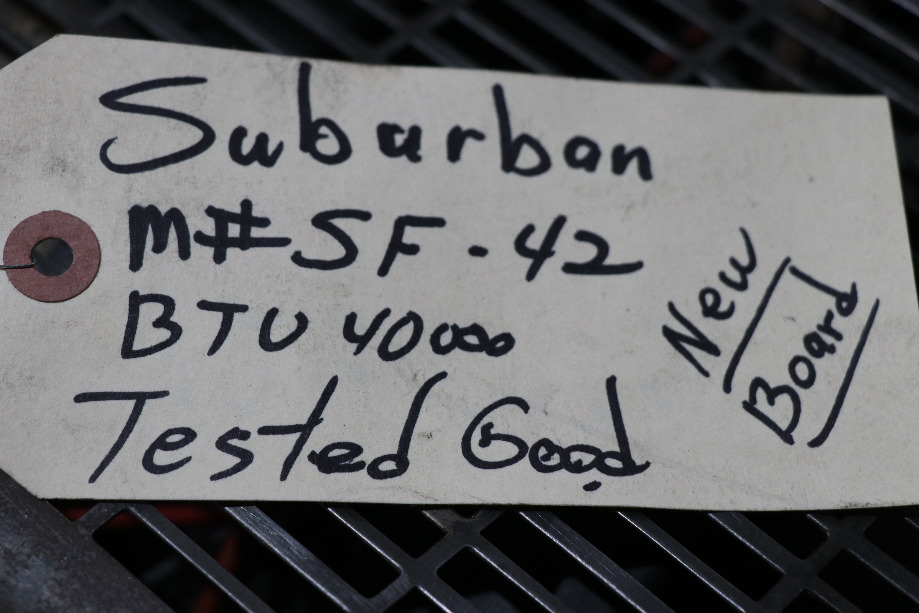 Suburban
M# SF-42
BTU 40000
Tested Good
New
Board